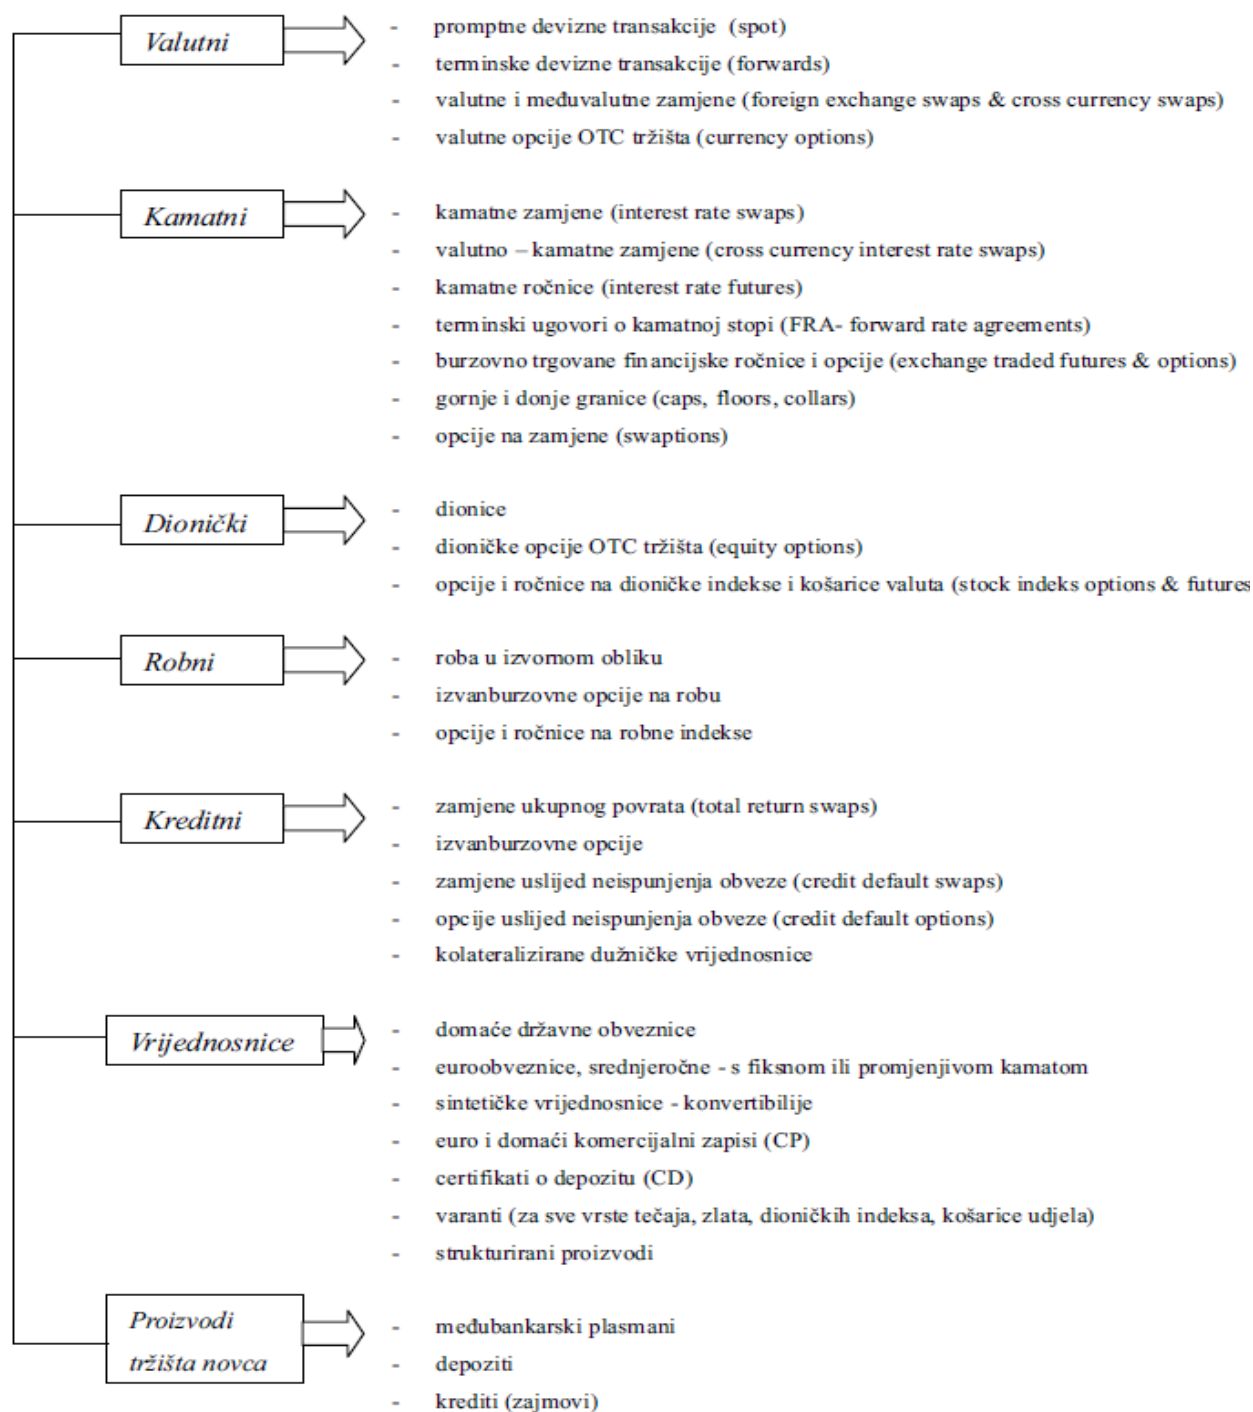 Valutni
- promptne devizne transakcije (spot)
- terminske devizne transakcije (forwards)
- valutne i međuvalutne zamjene (foreign exchange swaps & cross currency swaps)
- valutne opcije OTC tržišta (currency options)
Kamatni
- kamatne zamjene (interest rate swaps)
- valutno – kamatne zamjene (cross currency interest rate swaps)
- kamatne ročnice (interest rate futures)
- terminski ugovori o kamatnoj stopi (FRA- forward rate agreements)
- burzovno trgovane financijske ročnice i opcije (exchange traded futures & options)
- gornje i donje granice (caps, floors, collars)
- opcije na zamjene (swaptions)
Dionički
- dionice
- dioničke opcije OTC tržišta (equity options)
- opcije i ročnice na dioničke indekse i košarice valuta (stock indeks options & futures
Robni
- roba u izvornom obliku
- izvanburzovne opcije na robu
- opcije i ročnice na robne indekse
Kreditni
- zamjene ukupnog povrata (total return swaps)
- izvanburzovne opcije
- zamjene uslijed neispunjenja obveze (credit default swaps)
- opcije uslijed neispunjenja obveze (credit default options)
- kolateralizirane dužničke vrijednosnice
Vrijednosnice
- domaće državne obveznice
- euroobveznice, srednjeročne - s fiksnom ili promjenjivom kamatom
- sintetičke vrijednosnice - konvertibilije
- euro i domaći komercijalni zapisi (CP)
- certifikati o depozitu (CD)
- varanti (za sve vrste tečaja, zlata, dioničkih indeksa, košarice udjela)
- strukturirani proizvodi
Proizvodi
tržišta novca
- međubankarski plasmani
- depoziti
- krediti (zajmovi)